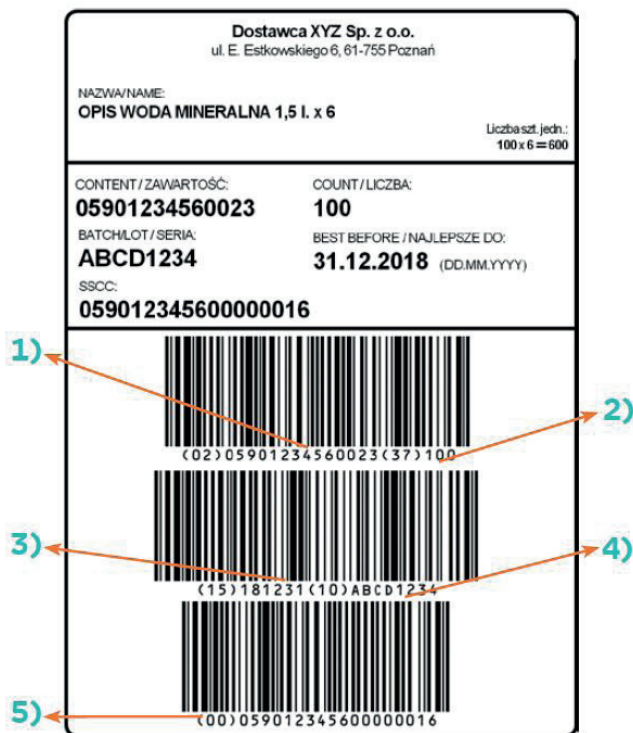 Dostawca XYZ Sp. z o.o.
ul. E. Estkowskiego 6, 61-755 Poznań
NAZWA/NAME:
OPIS WODA MINERALNA 1,5 l. x 6
Liczba szt. jedn.:
100 x 6 = 600
CONTENT / ZAWARTOŚĆ: COUNT / LICZBA:
05901234560023 100
BATCH/LOT / SERIA: BEST BEFORE / NAJLEPSZE DO:
ABCD1234 31.12.2018 (DD.MM.YYYY)
SSCC:
059012345600000016
1)
2)
(02)05901234560023(37)100
3)
4)
(15)181231(10)ABCD1234
5)
(00)059012345600000016